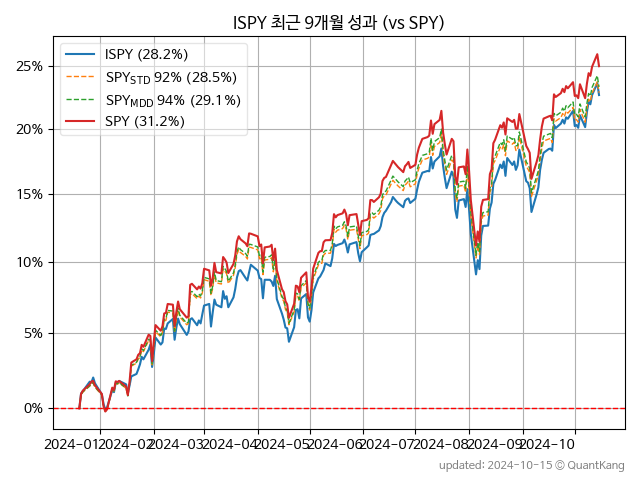 ISPY 최근 9개월 성과 (vs SPY)
ISPY (28.2%)
SPY_STD 92% (28.5%)
SPY_MDD 94% (29.1%)
SPY (31.2%)
25%
20%
15%
10%
5%
0%
2024-01 2024-02 2024-03 2024-04 2024-05 2024-06 2024-07 2024-08 2024-09 2024-10
updated: 2024-10-15 © QuantKang